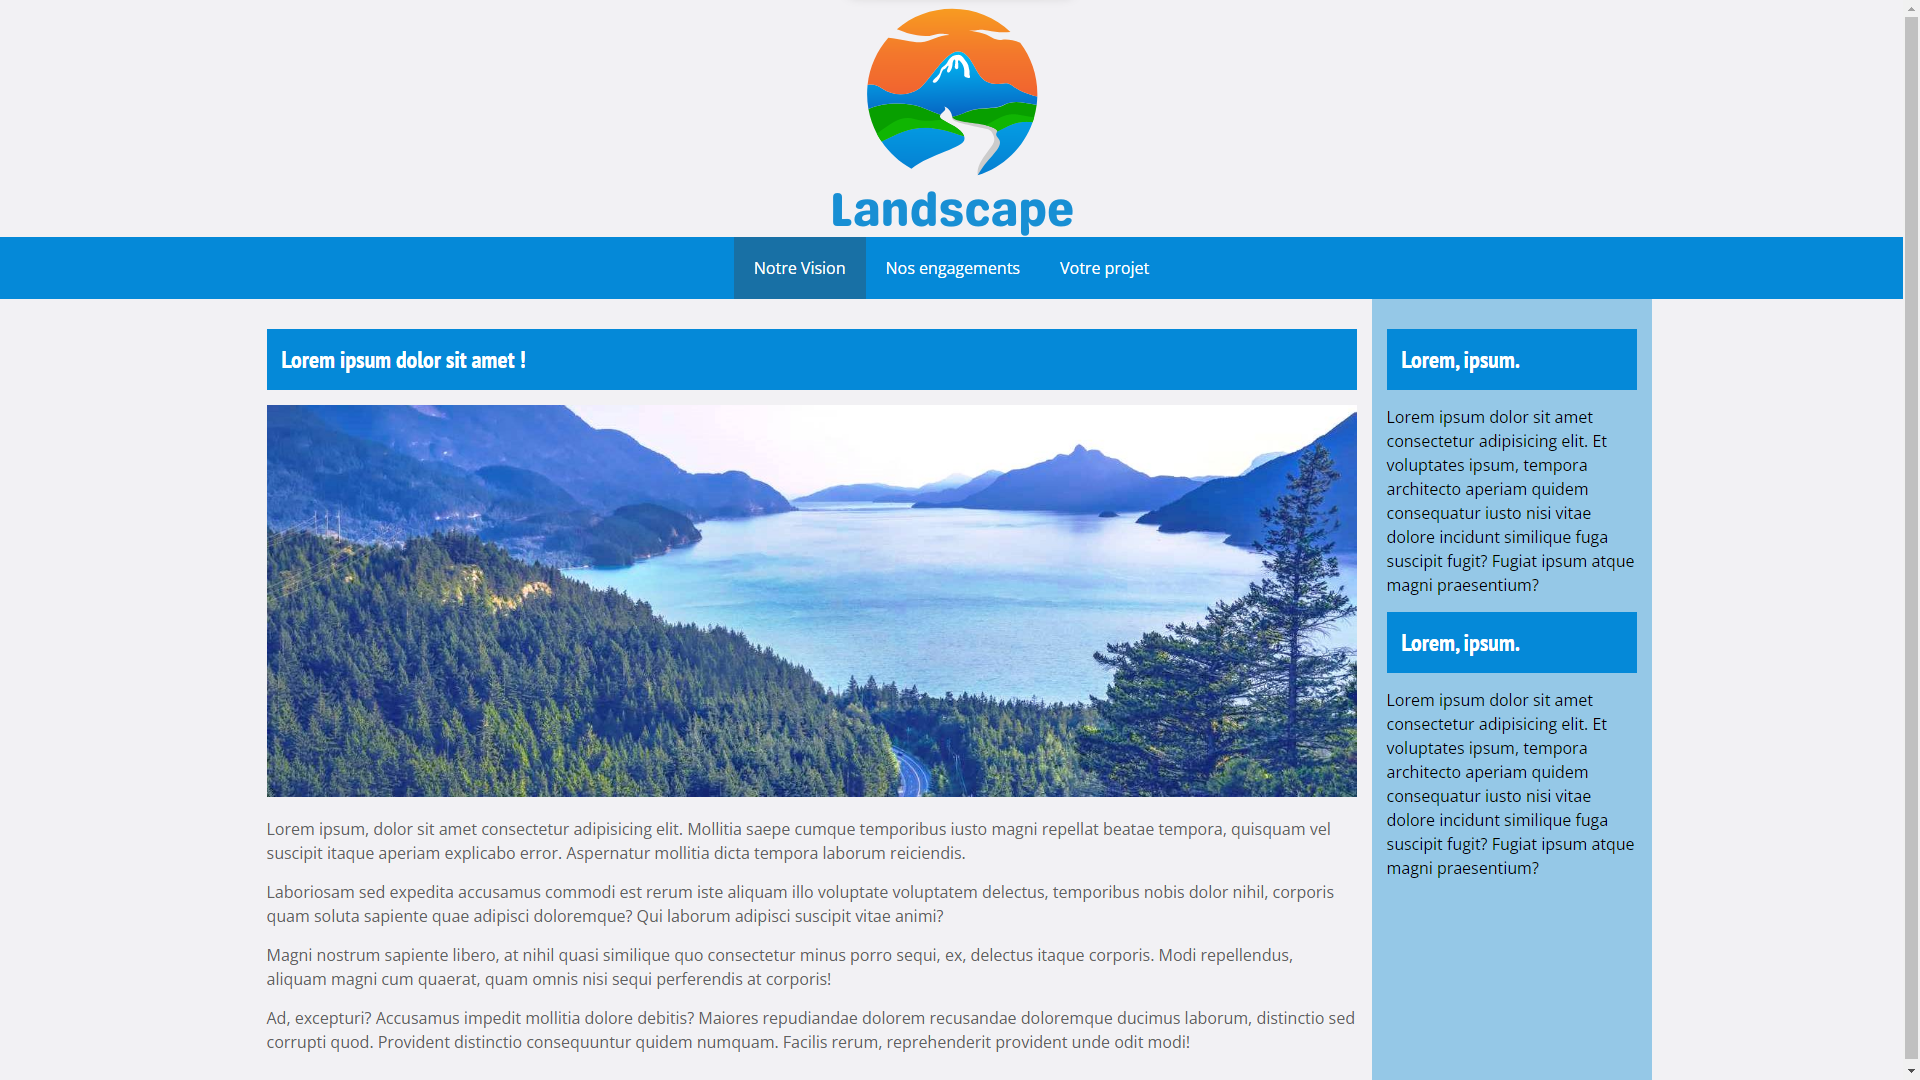 Landscape
Notre Vision
Nos engagements
Votre projet
Lorem ipsum dolor sit amet !
Lorem ipsum, dolor sit amet consectetur adipisicing elit. Mollitia saepe cumque temporibus iusto magni repellat beatae tempora, quisquam vel
suscipit itaque aperiam explicabo error. Aspernatur mollitia dicta tempora laborum reiciendis.
Laboriosam sed expedita accusamus commodi est rerum iste aliquam illo voluptate voluptatem delectus, temporibus nobis dolor nihil, corporis
quam soluta sapiente quae adipisci doloremque? Qui laborum adipisci suscipit vitae animi?
Magni nostrum sapiente libero, at nihil quasi similique quo consectetur minus porro sequi, ex, delectus itaque corporis. Modi repellendus,
aliquam magni cum quaerat, quam omnis nisi sequi perferendis at corporis!
Ad, excepturi? Accusamus impedit mollitia dolore debitis? Maiores repudiandae dolorem recusandae doloremque ducimus laborum, distinctio sed
corrupti quod. Provident distinctio consequuntur quidem numquam. Facilis rerum, reprehenderit provident unde odit modi!
Lorem, ipsum.
Lorem ipsum dolor sit amet
consectetur adipisicing elit. Et
voluptates ipsum, tempora
architecto aperiam quidem
consequatur iusto nisi vitae
dolore incidunt similique fuga
suscipit fugit? Fugiat ipsum atque
magni praesentium?
Lorem, ipsum.
Lorem ipsum dolor sit amet
consectetur adipisicing elit. Et
voluptates ipsum, tempora
architecto aperiam quidem
consequatur iusto nisi vitae
dolore incidunt similique fuga
suscipit fugit? Fugiat ipsum atque
magni praesentium?